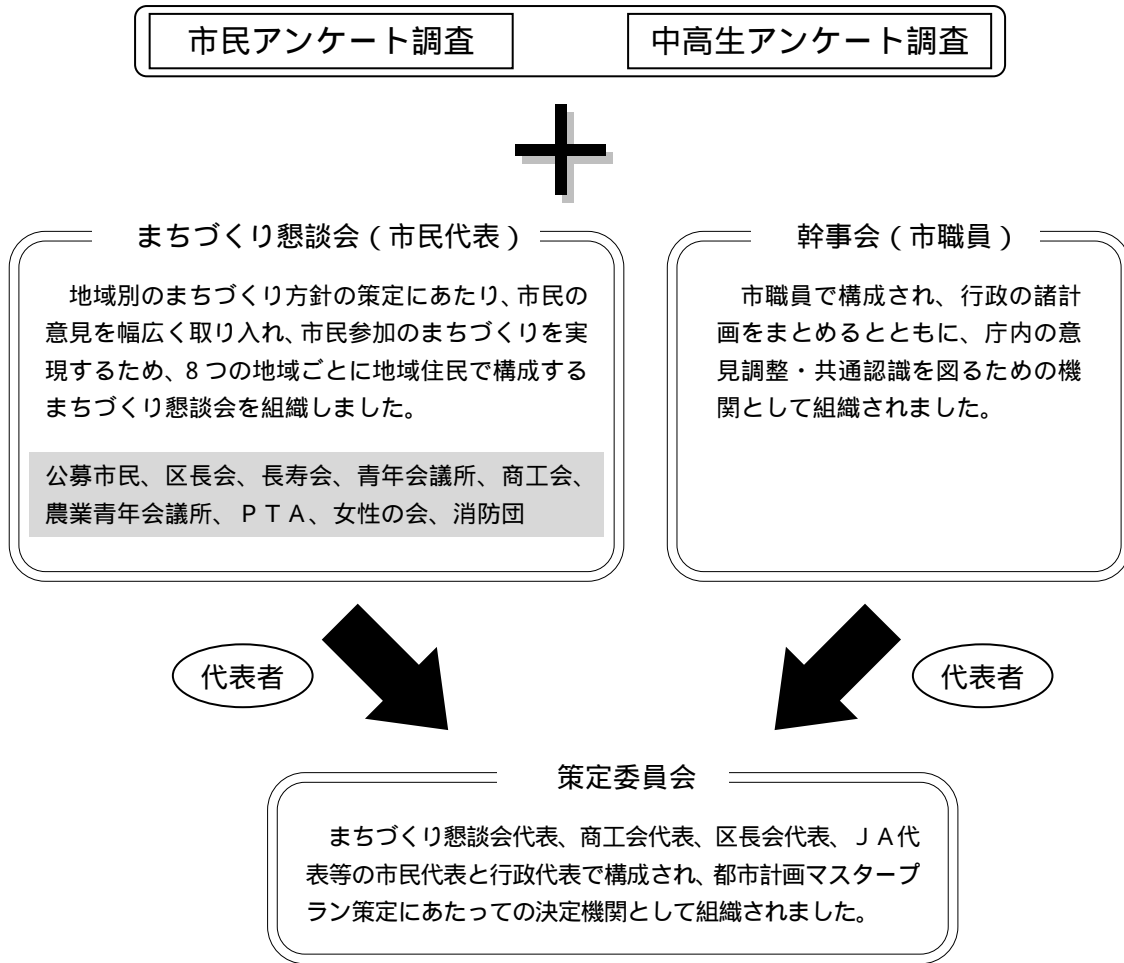 市民アンケート調査
中高生アンケート調査
まちづくり懇談会(市民代表)
地域別のまちづくり方針の策定にあたり、市民の
意見を幅広く取り入れ、市民参加のまちづくりを実
現するため、8つの地域ごとに地域住民で構成する
まちづくり懇談会を組織しました。
公募市民、区長会、長寿会、青年会議所、商工会、
農業青年会議所、PTA、女性の会、消防団
幹事会(市職員)
市職員で構成され、行政の諸計
画をまとめるとともに、庁内の意
見調整・共通認識を図るための機
関として組織されました。
代表者
代表者
策定委員会
まちづくり懇談会代表、商工会代表、区長会代表、JA代
表等の市民代表と行政代表で構成され、都市計画マスタープ
ラン策定にあたっての決定機関として組織されました。